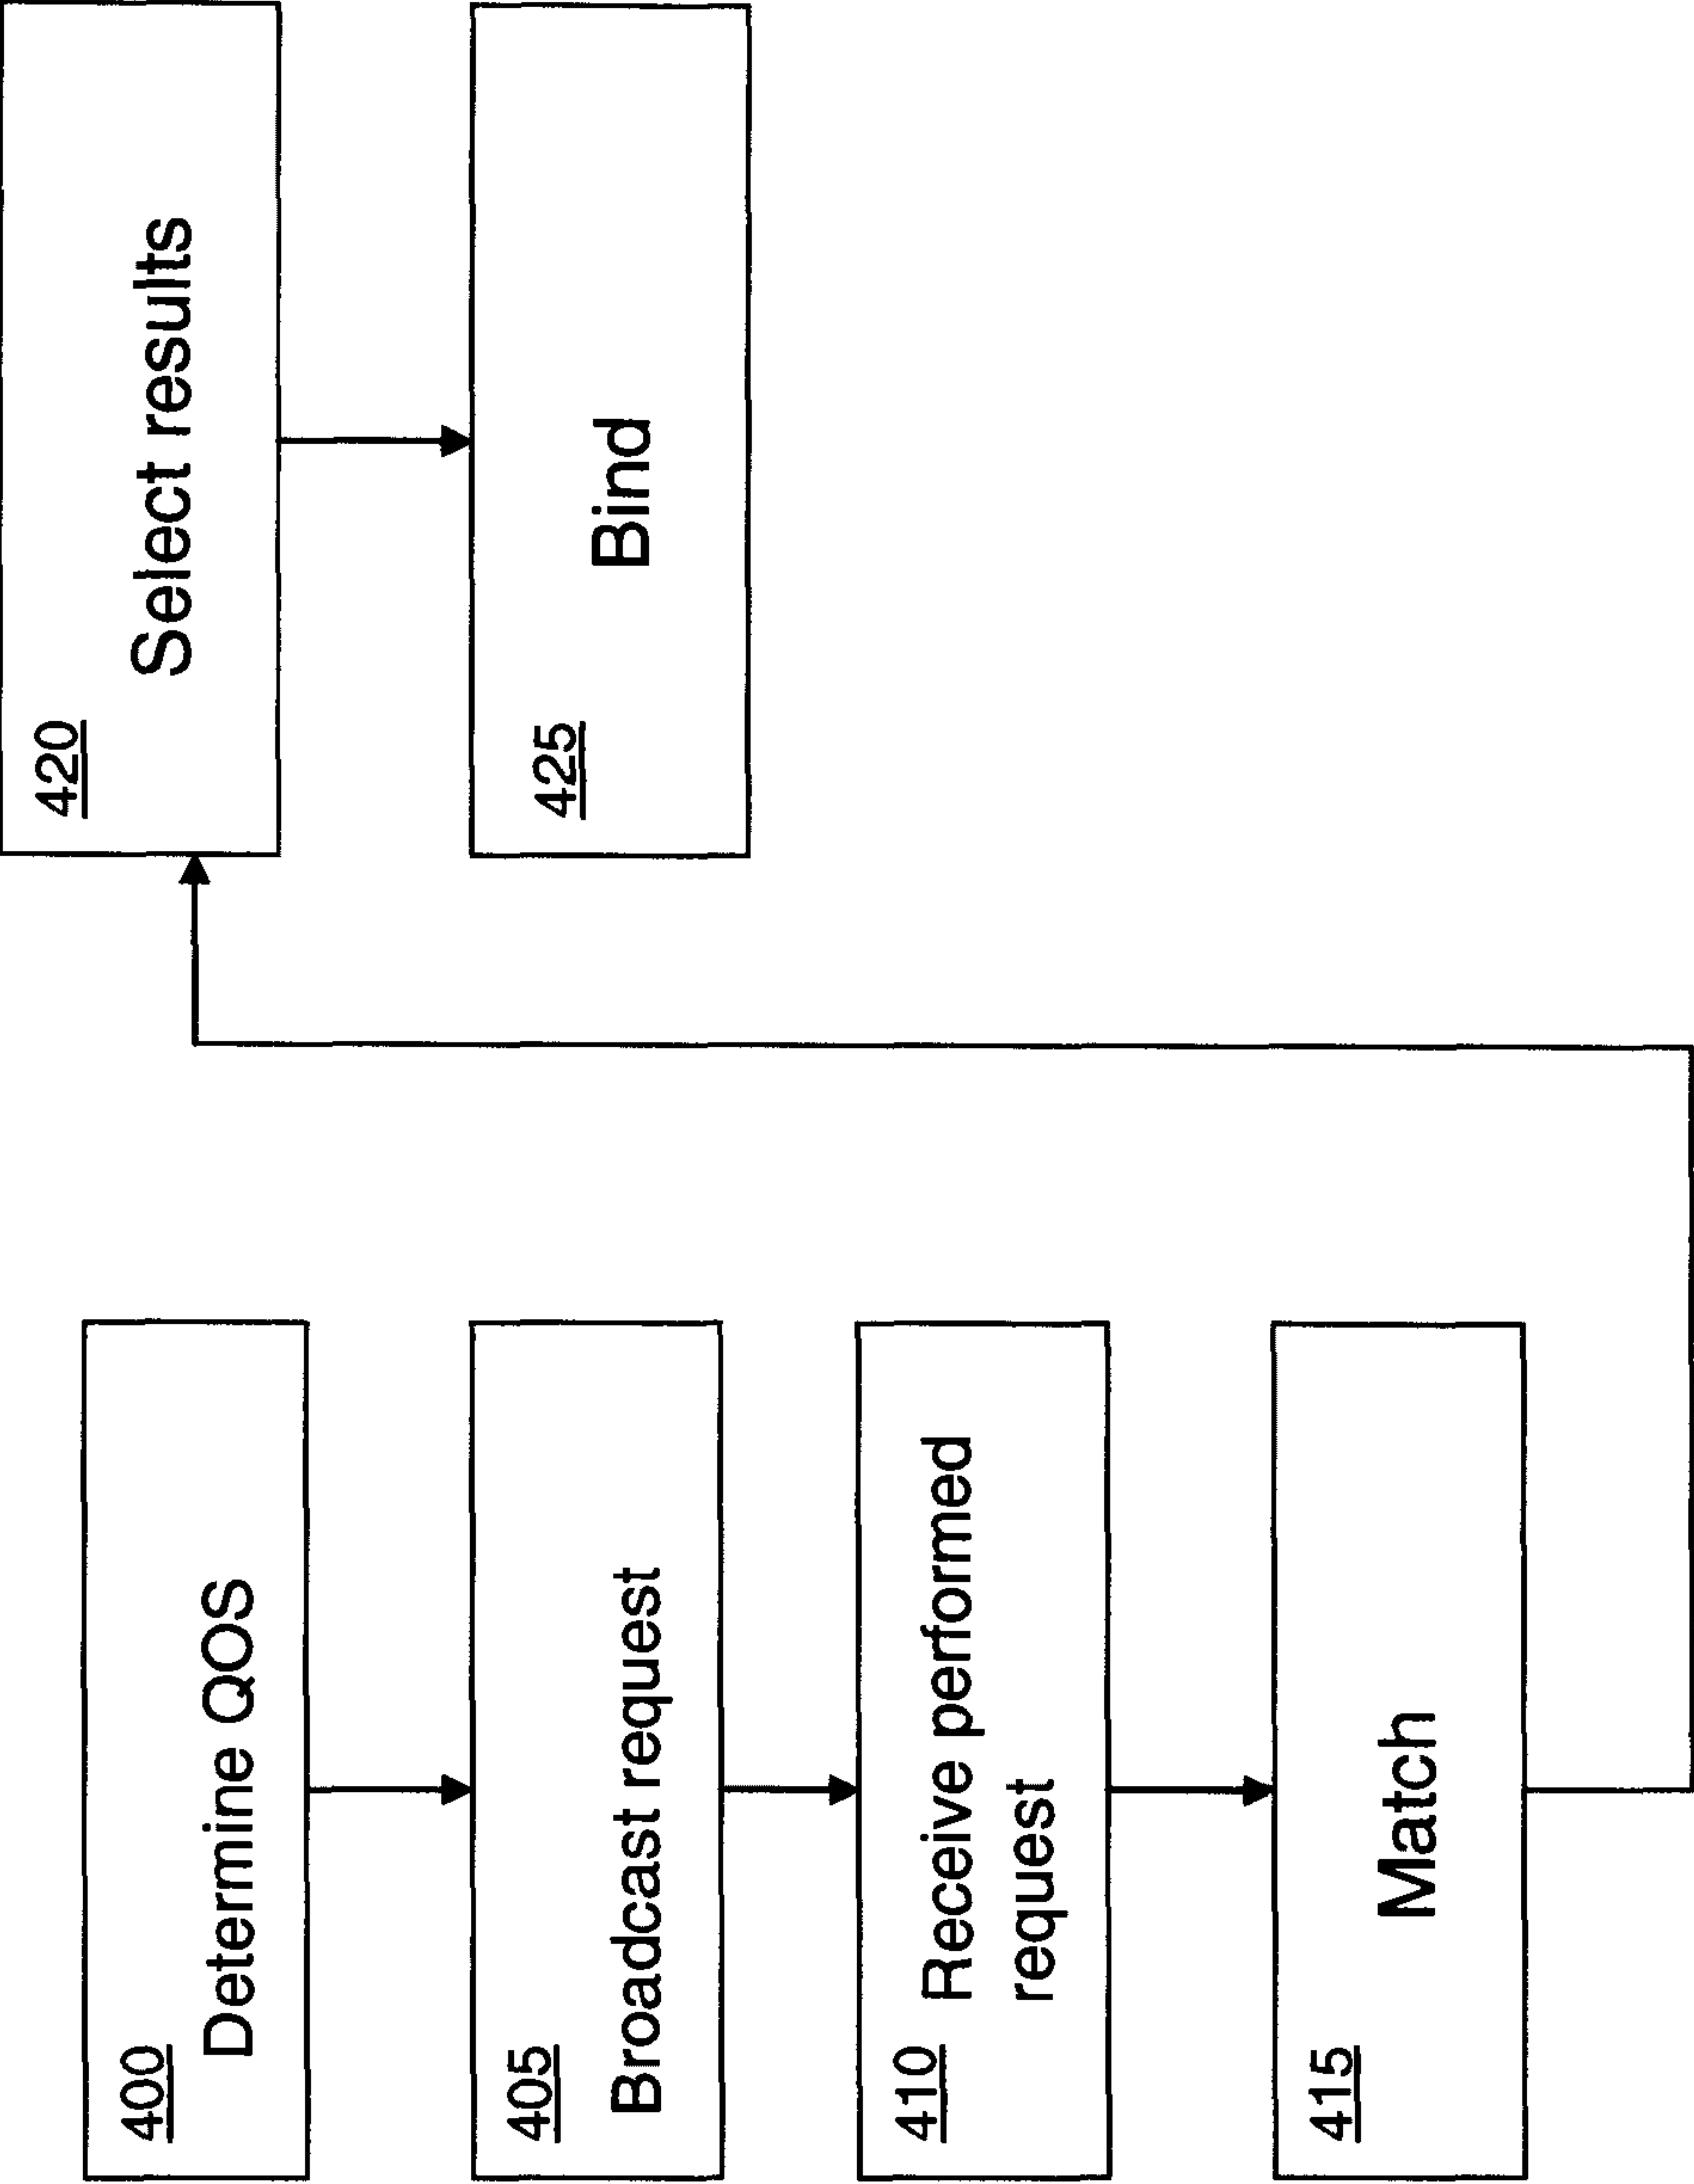 400
Determine QOS
405
Broadcast request
410
Receive performed
request
415
Match
420
Select results
425
Bind